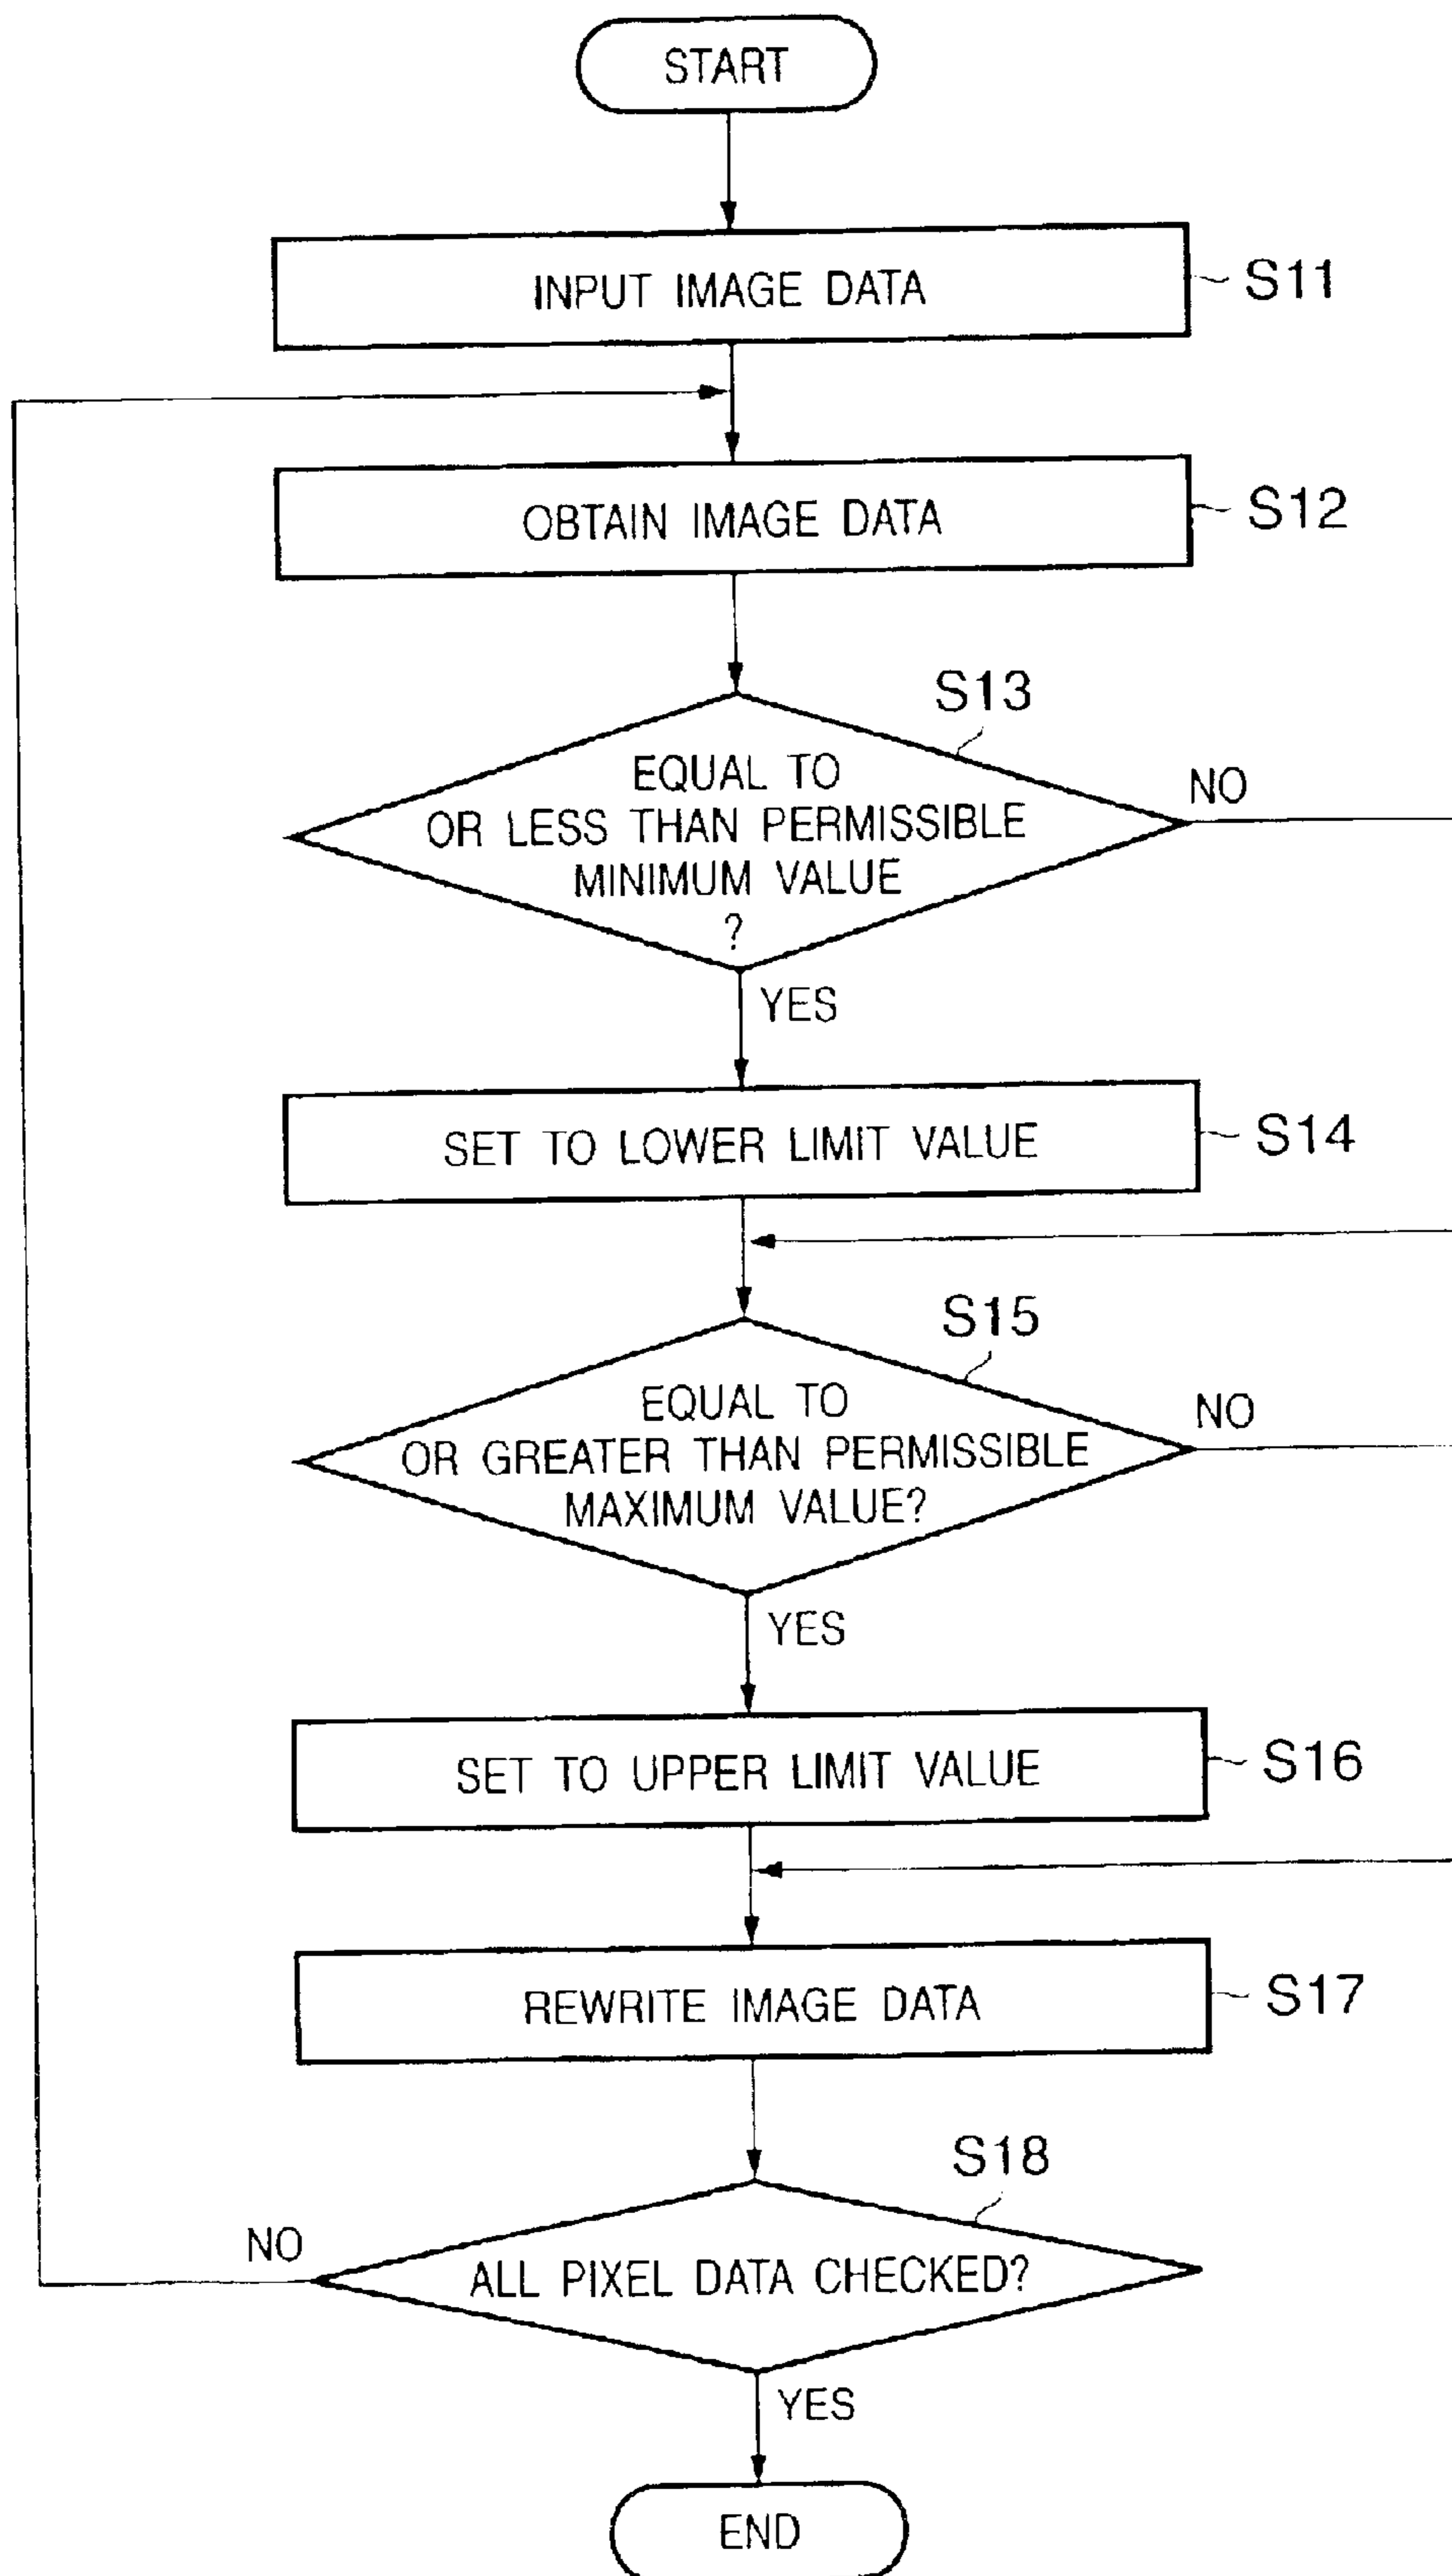 START
INPUT IMAGE DATA
S11
OBTAIN IMAGE DATA
S12
S13
EQUAL TO
OR LESS THAN PERMISSIBLE
MINIMUM VALUE
?
NO
YES
SET TO LOWER LIMIT VALUE
S14
S15
EQUAL TO
OR GREATER THAN PERMISSIBLE
MAXIMUM VALUE?
NO
YES
SET TO UPPER LIMIT VALUE
S16
REWRITE IMAGE DATA
S17
S18
NO
ALL PIXEL DATA CHECKED?
YES
END